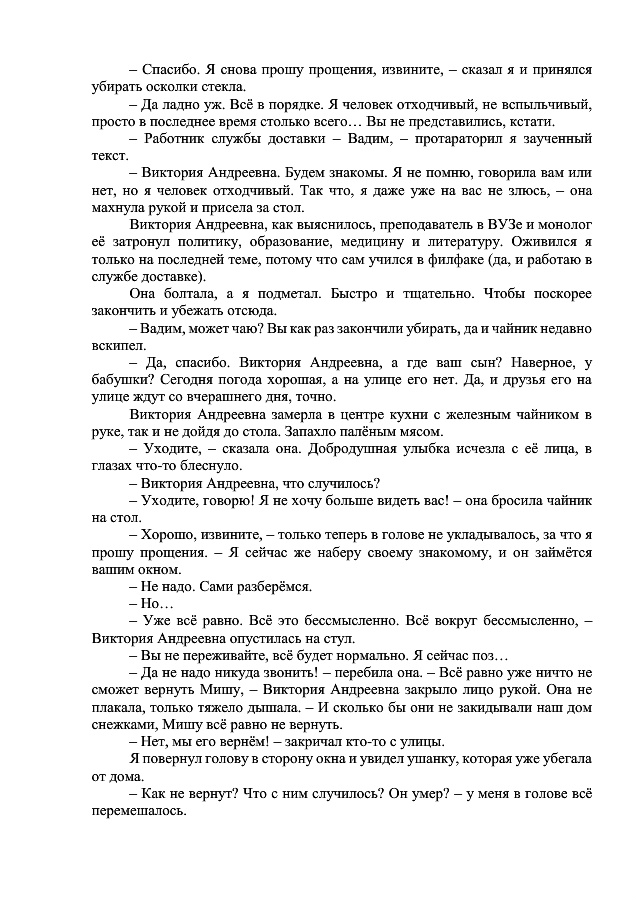 – Спасибо. Я снова прошу прощения, извините, – сказал я и принялся
убирать осколки стекла.
– Да ладно уж. Всё в порядке. Я человек отходчивый, не вспыльчивый,
просто в последнее время столько всего… Вы не представились, кстати.
– Работник службы доставки – Вадим, – протараторил я заученный
текст.
– Виктория Андреевна. Будем знакомы. Я не помню, говорила вам или
нет, но я человек отходчивый. Так что, я даже уже на вас не злюсь, – она
махнула рукой и присела за стол.
Виктория Андреевна, как выяснилось, преподаватель в ВУЗе и монолог
её затронул политику, образование, медицину и литературу. Оживился я
только на последней теме, потому что сам учился в филфаке (да, и работаю в
службе доставке).
Она болтала, а я подметал. Быстро и тщательно. Чтобы поскорее
закончить и убежать отсюда.
– Вадим, может чаю? Вы как раз закончили убирать, да и чайник недавно
вскипел.
– Да, спасибо. Виктория Андреевна, а где ваш сын? Наверное, у
бабушки? Сегодня погода хорошая, а на улице его нет. Да, и друзья его на
улице ждут со вчерашнего дня, точно.
Виктория Андреевна замерла в центре кухни с железным чайником в
руке, так и не дойдя до стола. Запахло палёным мясом.
– Уходите, – сказала она. Добродушная улыбка исчезла с её лица, в
глазах что-то блеснуло.
– Виктория Андреевна, что случилось?
– Уходите, говорю! Я не хочу больше видеть вас! – она бросила чайник
на стол.
– Хорошо, извините, – только теперь в голове не укладывалось, за что я
прошу прощения. – Я сейчас же наберу своему знакомому, и он займётся
вашим окном.
– Не надо. Сами разберёмся.
– Но…
– Уже всё равно. Всё это бессмысленно. Всё вокруг бессмысленно, –
Виктория Андреевна опустилась на стул.
– Вы не переживайте, всё будет нормально. Я сейчас поз…
– Да не надо никуда звонить! – перебила она. – Всё равно уже ничто не
сможет вернуть Мишу, – Виктория Андреевна закрыло лицо рукой. Она не
плакала, только тяжело дышала. – И сколько бы они не закидывали наш дом
снежками, Мишу всё равно не вернуть.
– Нет, мы его вернём! – закричал кто-то с улицы.
Я повернул голову в сторону окна и увидел ушанку, которая уже убегала
от дома.
– Как не вернут? Что с ним случилось? Он умер? – у меня в голове всё
перемешалось.